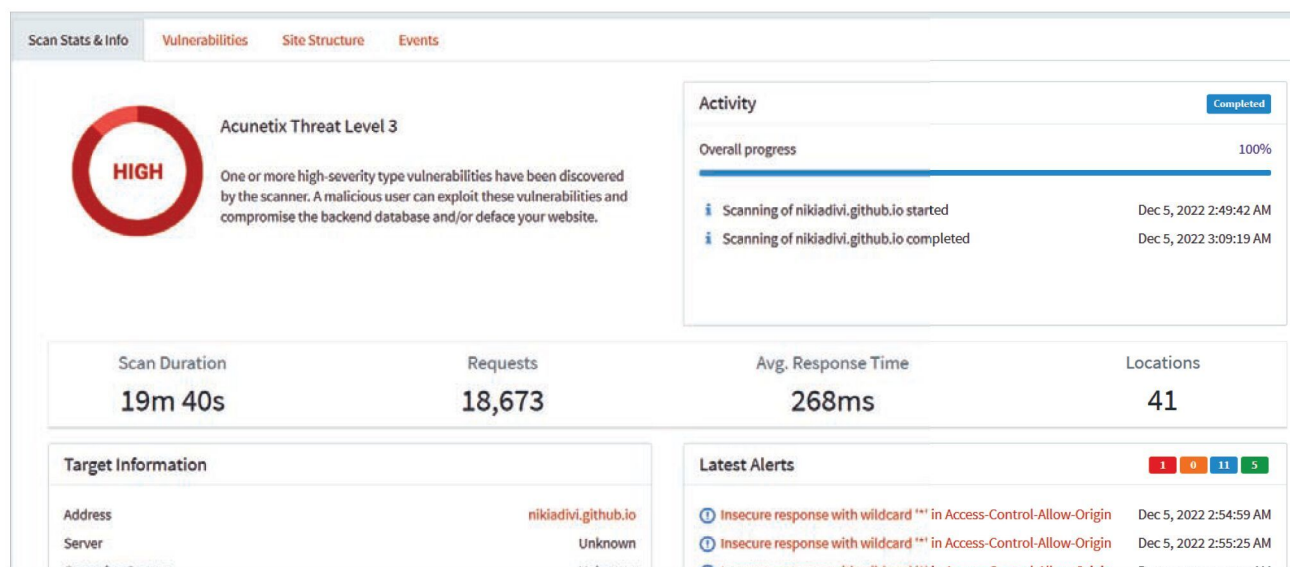 Scan Stats & Info Vulnerabilities Site Structure Events
HIGH
Acunetix Threat Level 3
One or more high-severity type vulnerabilities have been discovered
by the scanner. A malicious user can exploit these vulnerabilities and
compromise the backend database and/or deface your website.
Activity Completed
Overall progress 100%
Scanning of nikiadivi.github.io started Dec 5, 2022 2:49:42 AM
Scanning of nikiadivi.github.io completed Dec 5, 2022 3:09:19 AM
Scan Duration Requests Avg. Response Time Locations
19m 40s 18,673 268ms 41
Target Information
Address nikiadivi.github.io
Server Unknown
Latest Alerts 1 0 11 5
Insecure response with wildcard '*' in Access-Control-Allow-Origin Dec 5, 2022 2:54:59 AM
Insecure response with wildcard '*' in Access-Control-Allow-Origin Dec 5, 2022 2:55:25 AM